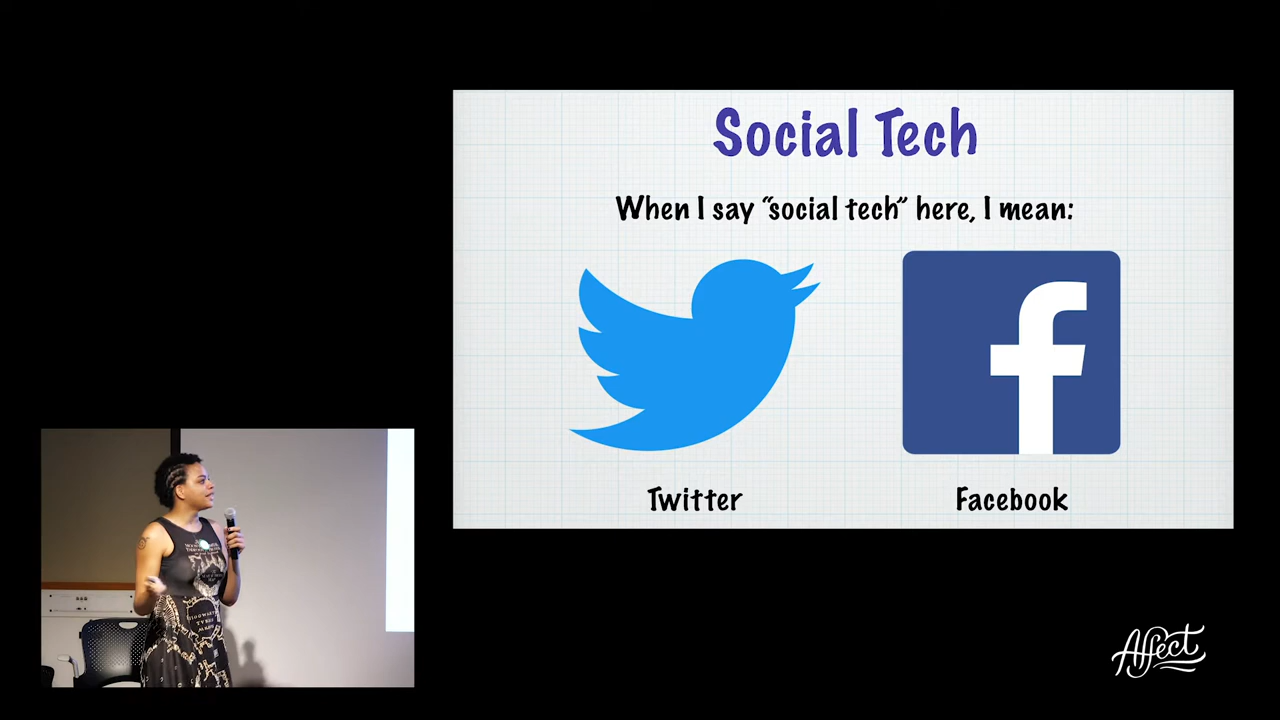 Social Tech
When I say “social tech” here, I mean:
Twitter
Facebook
Affect